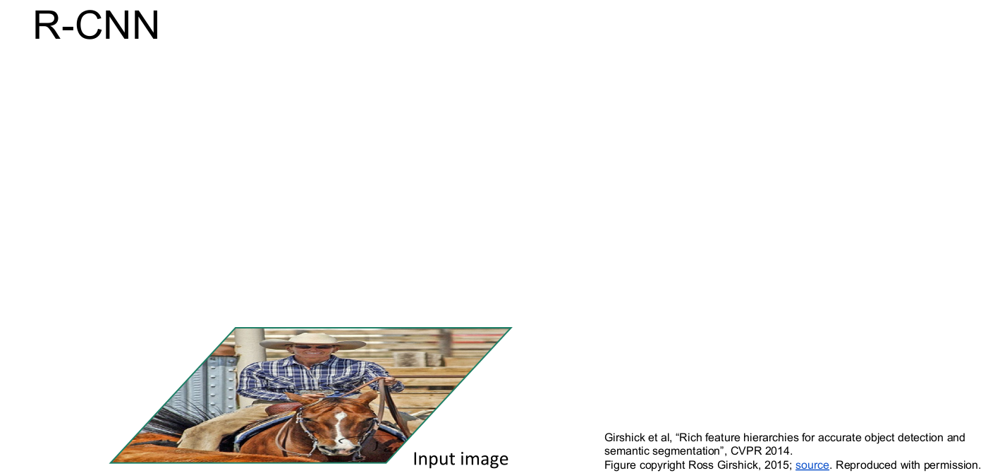 R-CNN
Input image
Girshick et al, “Rich feature hierarchies for accurate object detection and
semantic segmentation”, CVPR 2014.
Figure copyright Ross Girshick, 2015; source. Reproduced with permission.